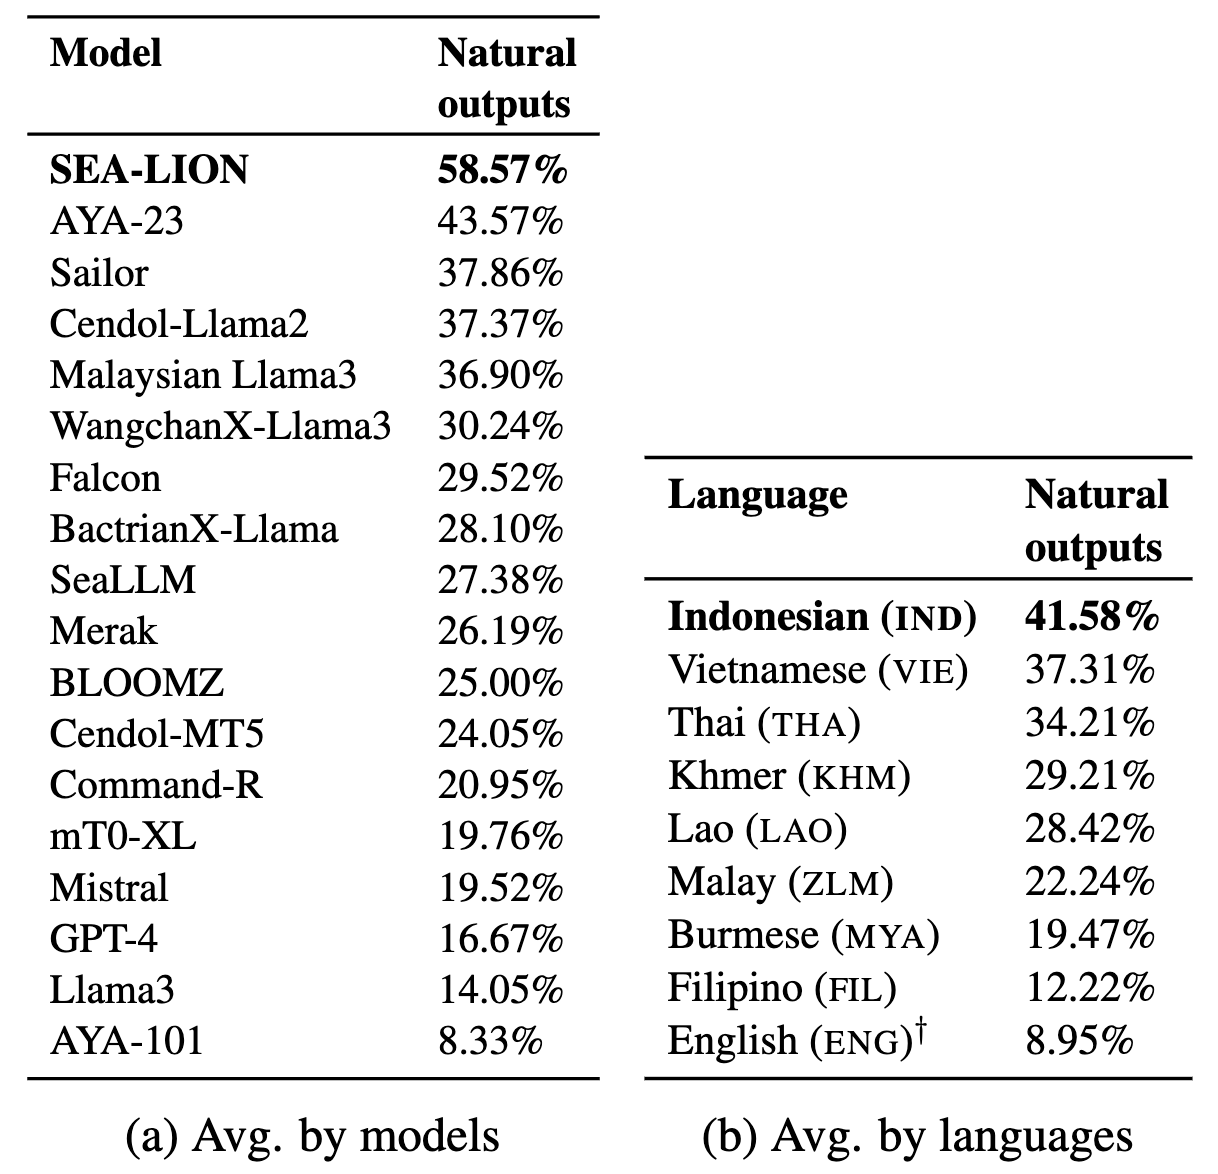 Model Natural
outputs
SEA-LION 58.57%
AYA-23 43.57%
Sailor 37.86%
Cendol-Llama2 37.37%
Malaysian Llama3 36.90%
WangchanX-Llama3 30.24%
Falcon 29.52%
BactrianX-Llama 28.10%
SeaLLM 27.38%
Merak 26.19%
BLOOMZ 25.00%
Cendol-MT5 24.05%
Command-R 20.95%
mT0-XL 19.76%
Mistral 19.52%
GPT-4 16.67%
Llama3 14.05%
AYA-101 8.33%
(a) Avg. by models
Language Natural
outputs
Indonesian (IND) 41.58%
Vietnamese (VIE) 37.31%
Thai (THA) 34.21%
Khmer (KHM) 29.21%
Lao (LAO) 28.42%
Malay (ZLM) 22.24%
Burmese (MYA) 19.47%
Filipino (FIL) 12.22%
English (ENG)† 8.95%
(b) Avg. by languages